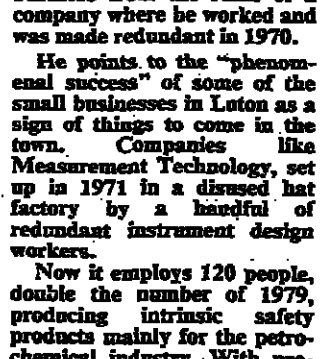 company where he worked and
was made redundant in 1970.
He points to the "phenom-
enal success" of some of the
small businesses in Luton as a
sign of things to come in the
town. Companies like
Measurement Technology, set
up in 1971 in a disused hat
factory by a handful of
redundant instrument design
workers.
Now it employs 120 people,
double the number of 1979,
producing intrinsic safety
products mainly for the petro-
chemical industry. With